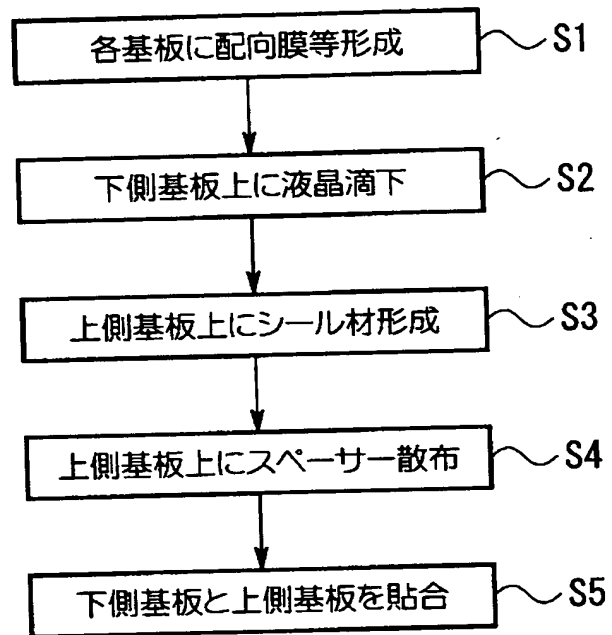 各基板に配向膜等形成 S1
下側基板上に液晶滴下 S2
上側基板上にシール材形成 S3
上側基板上にスペーサー散布 S4
下側基板と上側基板を貼合 S5